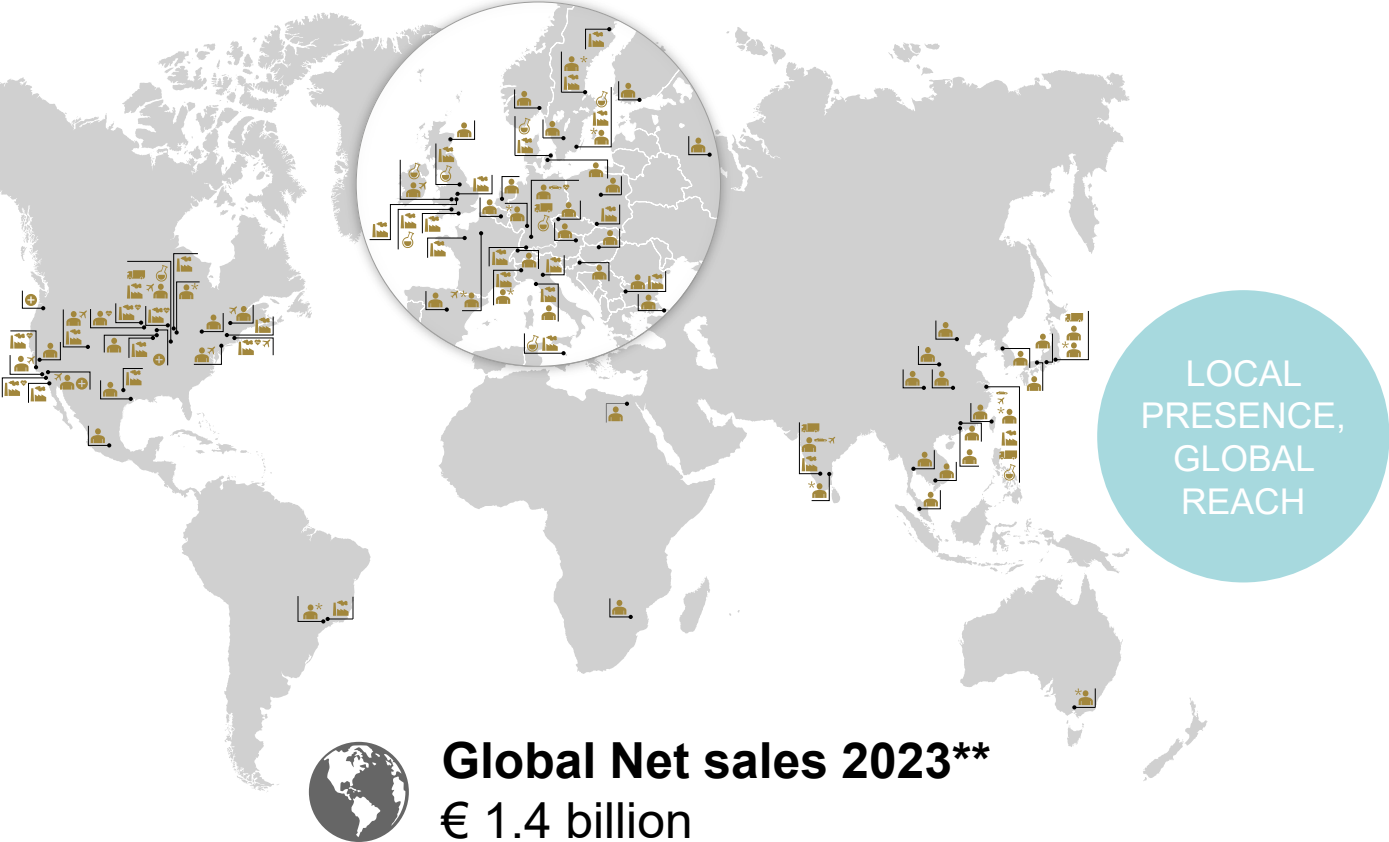 LOCAL
PRESENCE,
GLOBAL
REACH
Global Net sales 2023**
€ 1.4 billion